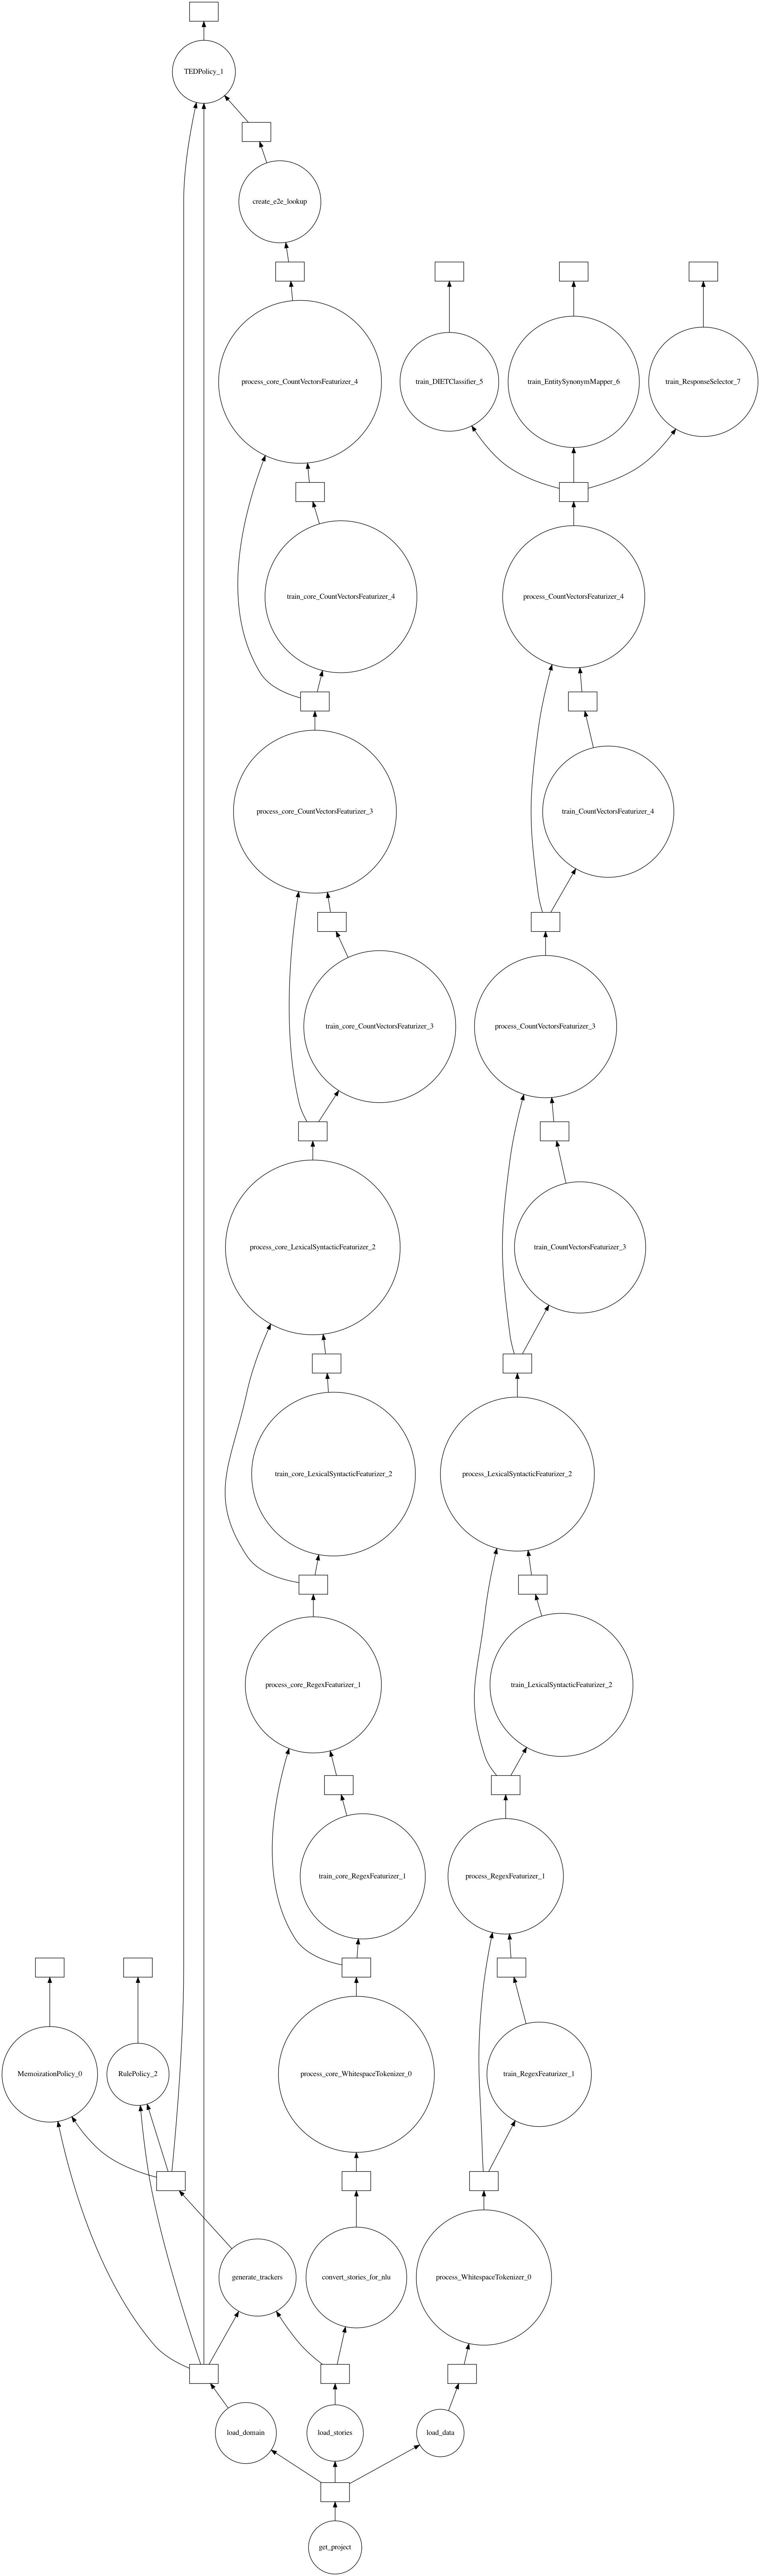 TEDPolicy_1
create_e2e_lookup
process_core_CountVectorsFeaturizer_4
train_DIETClassifier_5
train_EntitySynonymMapper_6
train_ResponseSelector_7
train_core_CountVectorsFeaturizer_4
process_CountVectorsFeaturizer_4
process_core_CountVectorsFeaturizer_3
train_CountVectorsFeaturizer_4
train_core_CountVectorsFeaturizer_3
process_CountVectorsFeaturizer_3
process_core_LexicalSyntacticFeaturizer_2
train_CountVectorsFeaturizer_3
train_core_LexicalSyntacticFeaturizer_2
process_LexicalSyntacticFeaturizer_2
process_core_RegexFeaturizer_1
train_LexicalSyntacticFeaturizer_2
train_core_RegexFeaturizer_1
process_RegexFeaturizer_1
MemoizationPolicy_0
RulePolicy_2
process_core_WhitespaceTokenizer_0
train_RegexFeaturizer_1
generate_trackers
convert_stories_for_nlu
process_WhitespaceTokenizer_0
load_domain
load_stories
load_data
get_project